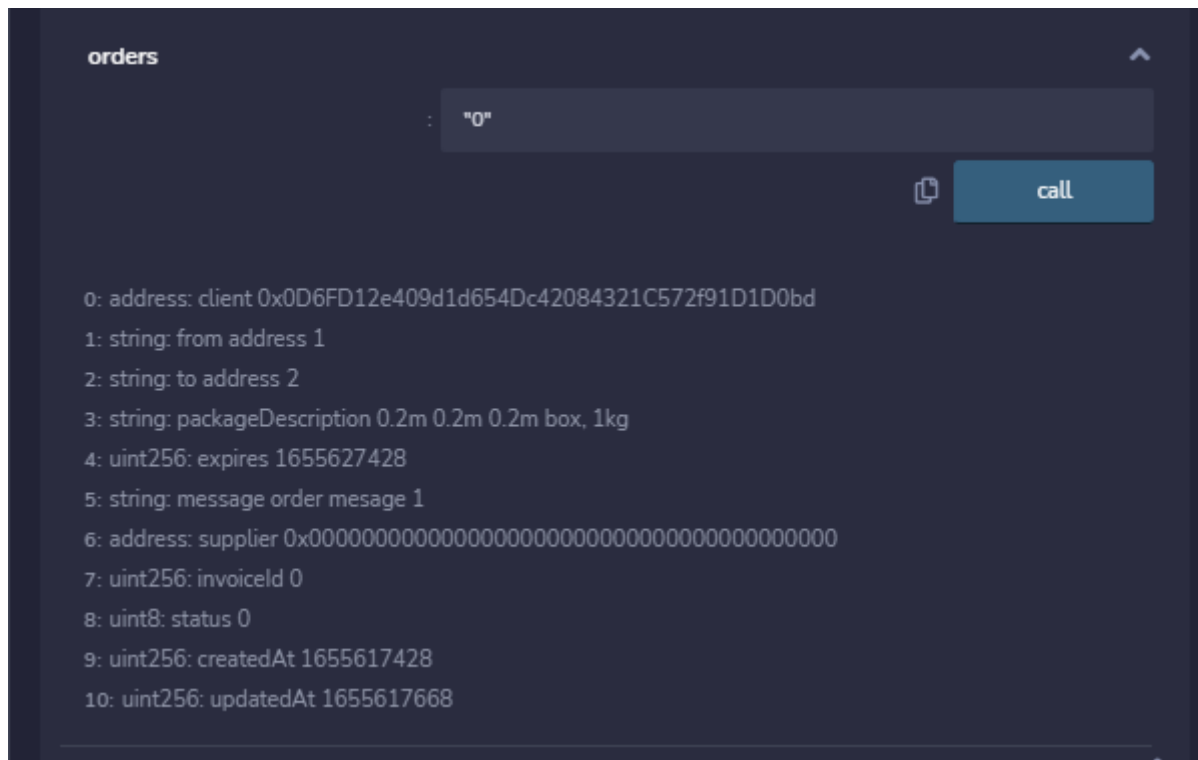 orders
: "0"
call
0: address: client 0x0D6FD12e409d1d654Dc42084321C572f91D1D0bd
1: string: from address 1
2: string: to address 2
3: string: packageDescription 0.2m 0.2m 0.2m box, 1kg
4: uint256: expires 1655627428
5: string: message order mesage 1
6: address: supplier 0x0000000000000000000000000000000000000000
7: uint256: invoiceId 0
8: uint8: status 0
9: uint256: createdAt 1655617428
10: uint256: updatedAt 1655617668